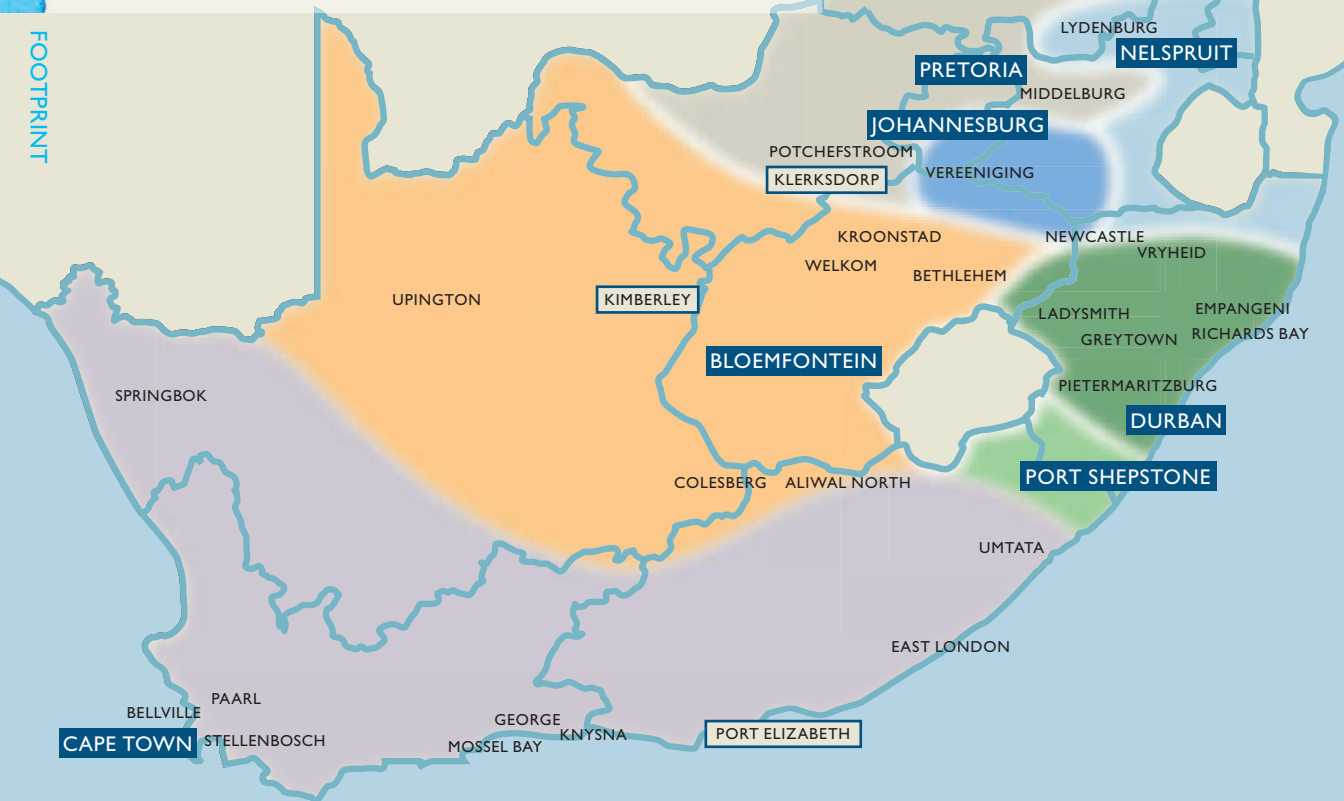 FOOTPRINT
LYDENBURG
NELSPRUIT
PRETORIA
MIDDELBURG
JOHANNESBURG
POTCHEFSTROOM
VEREENIGING
KLERKSDORP
KROONSTAD
NEWCASTLE
VRYHEID
WELKOM
BETHLEHEM
UPINGTON
KIMBERLEY
LADYSMITH
EMPANGENI
GREYTOWN
RICHARDS BAY
BLOEMFONTEIN
PIETERMARITZBURG
SPRINGBOK
DURBAN
PORT SHEPSTONE
COLESBERG
ALIWAL NORTH
UMTATA
EAST LONDON
PAARL
BELLVILLE
GEORGE
KNYSNA
PORT ELIZABETH
CAPE TOWN
STELLENBOSCH
MOSSEL BAY